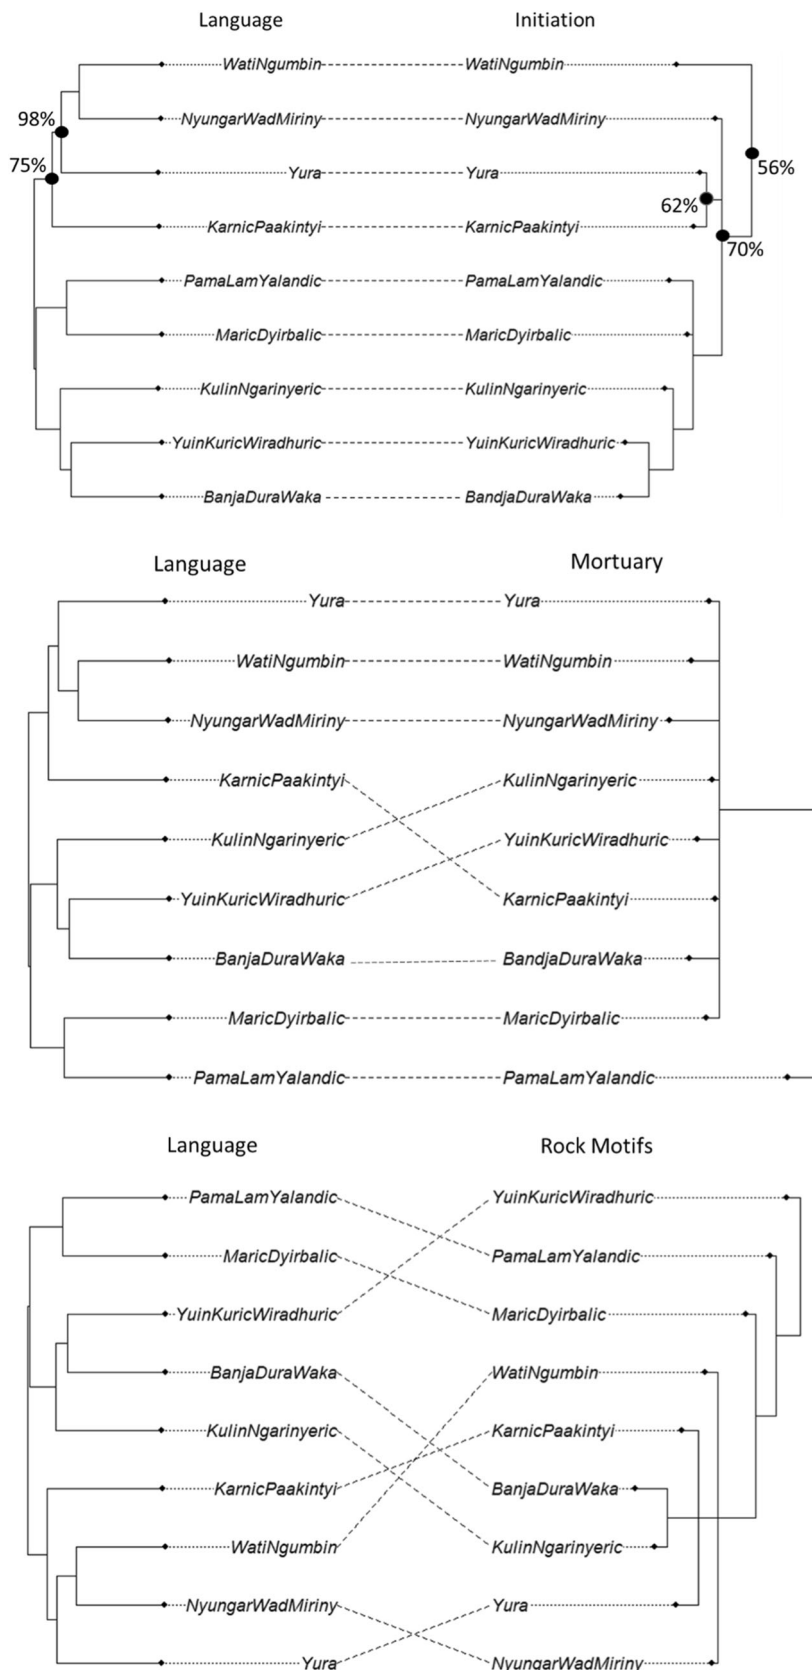 Language Initiation
WatiNgumbin WatiNgumbin
NyungarWadMiriny NyungarWadMiriny
98%
75% Yura Yura 56%
62%
KarnicPaakintyi KarnicPaakintyi
70%
PamaLamYalandic PamaLamYalandic
MaricDyirbalic MaricDyirbalic
KulinNgarinyeric KulinNgarinyeric
YuinKuricWiradhuric YuinKuricWiradhuric
BanjaDuraWaka BandjaDuraWaka
Language Mortuary
Yura Yura
WatiNgumbin WatiNgumbin
NyungarWadMiriny NyungarWadMiriny
KarnicPaakintyi KulinNgarinyeric
KulinNgarinyeric YuinKuricWiradhuric
YuinKuricWiradhuric KarnicPaakintyi
BanjaDuraWaka BandjaDuraWaka
MaricDyirbalic MaricDyirbalic
PamaLamYalandic PamaLamYalandic
Language Rock Motifs
PamaLamYalandic YuinKuricWiradhuric
MaricDyirbalic PamaLamYalandic
YuinKuricWiradhuric MaricDyirbalic
BanjaDuraWaka WatiNgumbin
KulinNgarinyeric KarnicPaakintyi
KarnicPaakintyi BanjaDuraWaka
WatiNgumbin KulinNgarinyeric
NyungarWadMiriny Yura
Yura NyungarWadMiriny